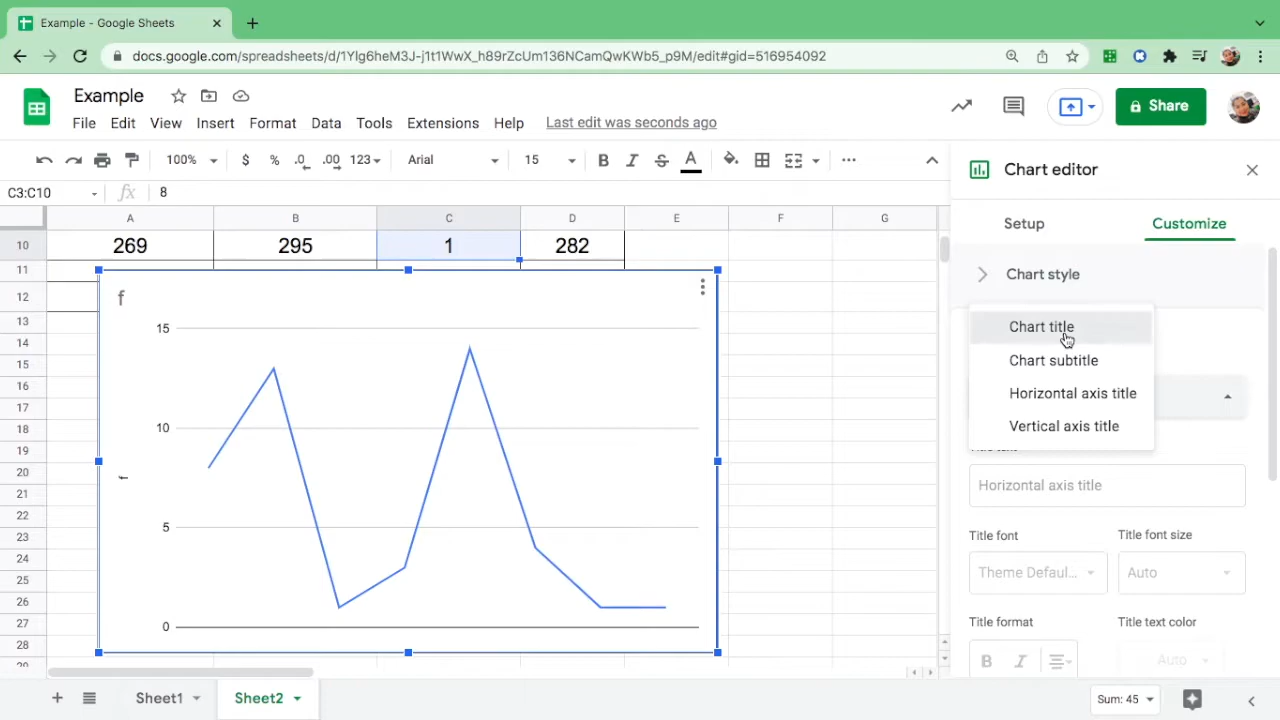 Example - Google Sheets
docs.google.com/spreadsheets/d/1YIg6heM3J-j1t1WwX_h89rZcUm136NCamQwKWb5_p9M/edit#gid=516954092
Example
File Edit View Insert Format Data Tools Extensions Help Last edit was seconds ago
Share
100% $ % .0 .00 123 Arial 15 B I S A
C3:C10 fx 8
A B C D E F G
10 269 295 1 282
11
12
13
14
15
16
17
18
19
20
21
22
23
24
25
26
27
28
f
15
10
5
0
f
Chart editor
Setup Customize
Chart style
Chart title
Chart subtitle
Horizontal axis title
Vertical axis title
Horizontal axis title
Title font Title font size
Theme Defaul... Auto
Title format Title text color
B I Auto
Sheet1 Sheet2 Sum: 45